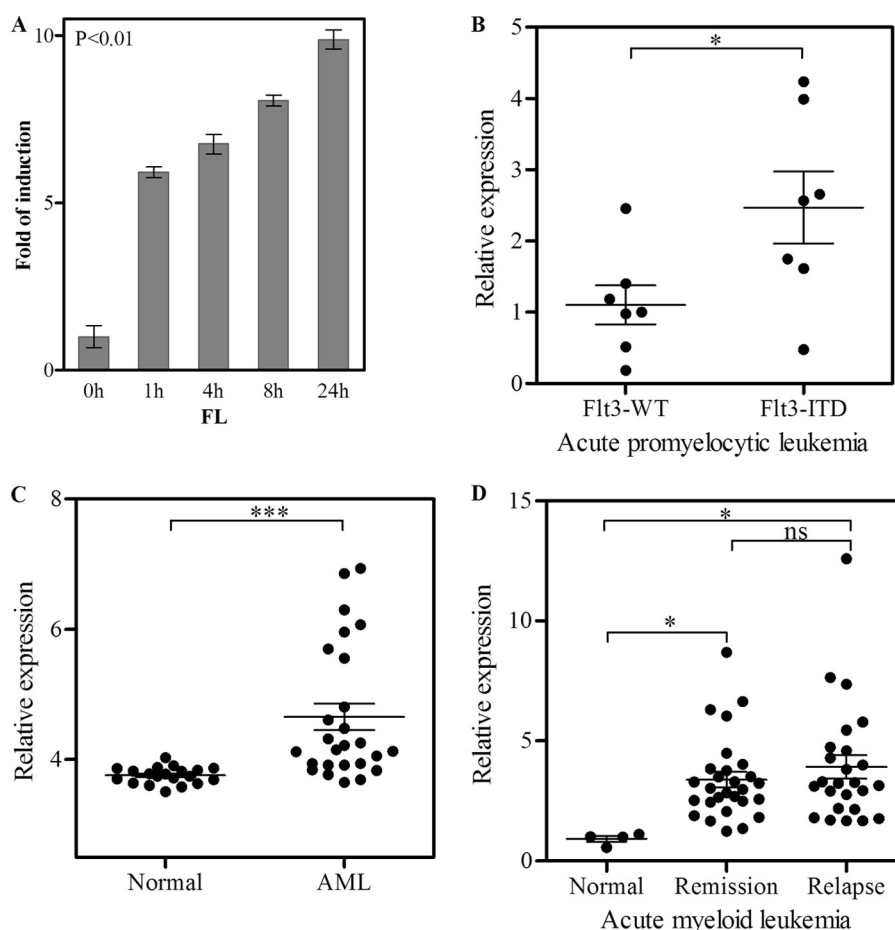 A
P<0.01
10
5
0
Fold of induction
0h 1h 4h 8h 24h
FL
B
*
5
4
3
2
1
0
Relative expression
Flt3-WT Flt3-ITD
Acute promyelocytic leukemia
C
***
8
6
4
Relative expression
Normal AML
D
*
ns
*
15
10
5
0
Relative expression
Normal Remission Relapse
Acute myeloid leukemia